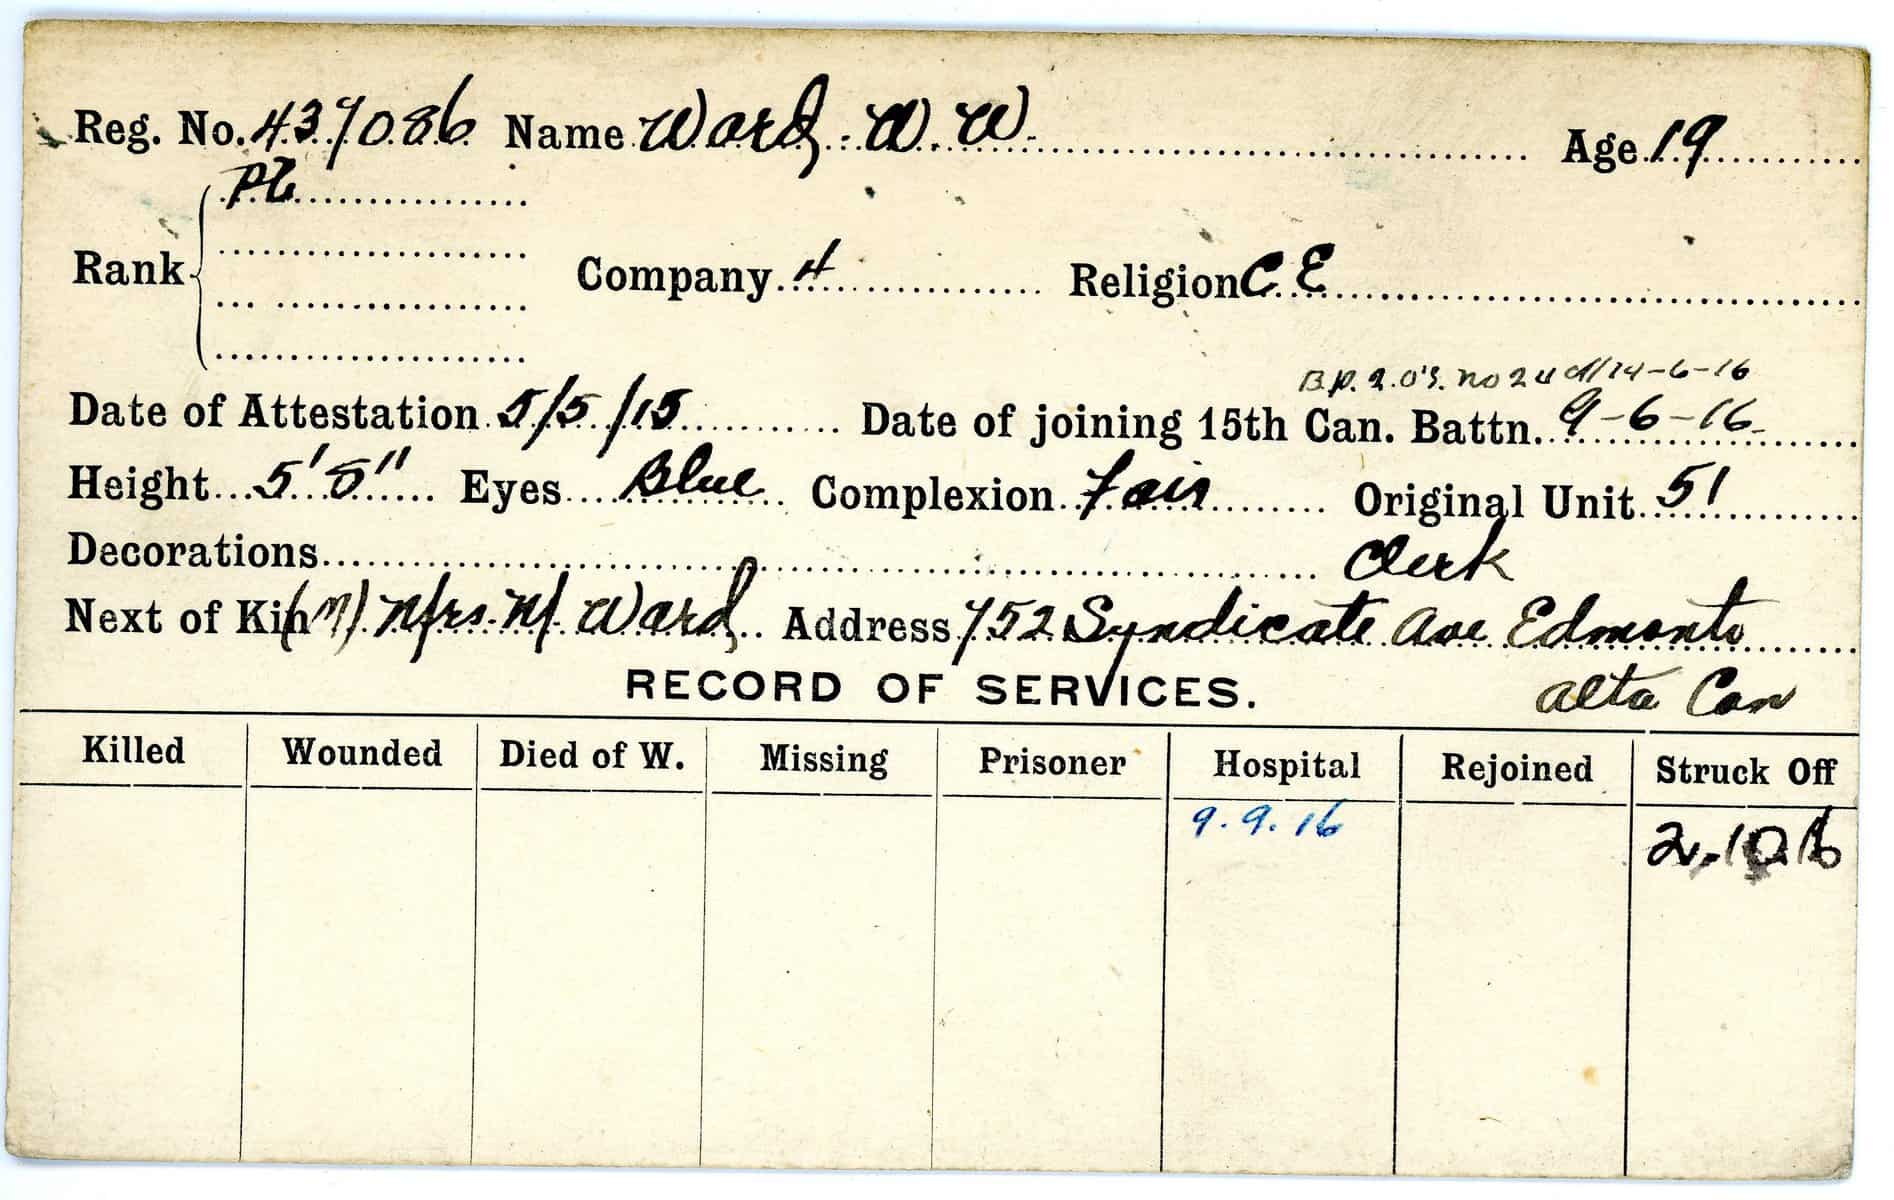 Reg. No. 437086 Name Ward. W. W. Age 19
Pte
Rank Company 4 Religion C. E
B.P. 2. O's. no 24 d/14-6-16
Date of Attestation 5/5/15 Date of joining 15th Can. Battn. 9-6-16
Height 5'8" Eyes Blue Complexion Fair Original Unit 51
Decorations Clerk
Next of Kin (M) Mrs. M. Ward Address 752 Syndicate Ave Edmonto
Alta Can
RECORD OF SERVICES.
Killed Wounded Died of W. Missing Prisoner Hospital Rejoined Struck Off
9.9.16 2.10.16